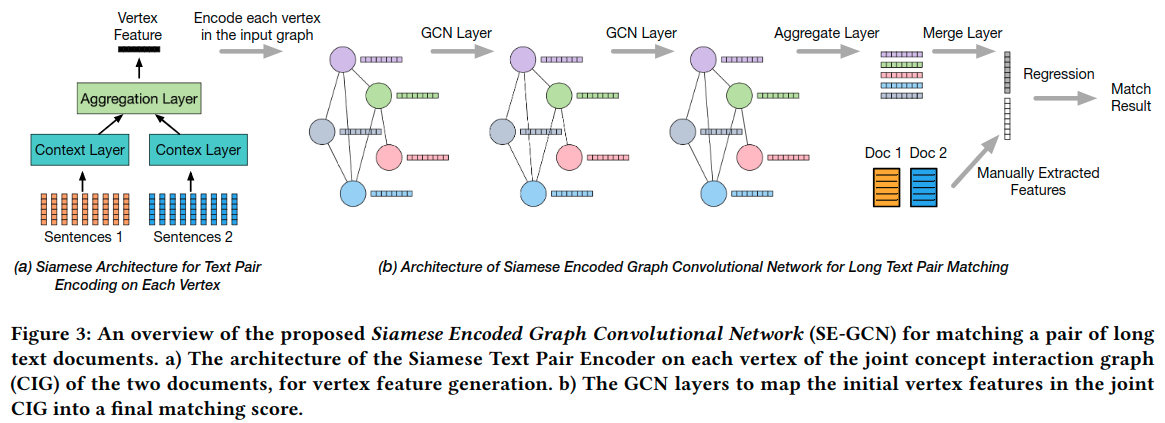 Vertex
Feature
Encode each vertex
in the input graph
GCN Layer
GCN Layer
Aggregate Layer
Merge Layer
Aggregation Layer
Context Layer
Contex Layer
Sentences 1
Sentences 2
Regression
Match
Result
Doc 1
Doc 2
Manually Extracted
Features
(a) Siamese Architecture for Text Pair
Encoding on Each Vertex
(b) Architecture of Siamese Encoded Graph Convolutional Network for Long Text Pair Matching
Figure 3: An overview of the proposed Siamese Encoded Graph Convolutional Network (SE-GCN) for matching a pair of long
text documents. a) The architecture of the Siamese Text Pair Encoder on each vertex of the joint concept interaction graph
(CIG) of the two documents, for vertex feature generation. b) The GCN layers to map the initial vertex features in the joint
CIG into a final matching score.